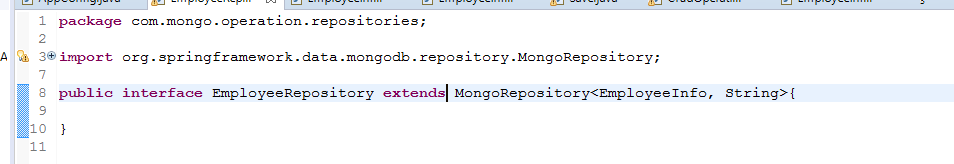 package com.mongo.operation.repositories;
import org.springframework.data.mongodb.repository.MongoRepository;
public interface EmployeeRepository extends MongoRepository<EmployeeInfo, String>{
}
1
2
3
7
8
9
10
11
A